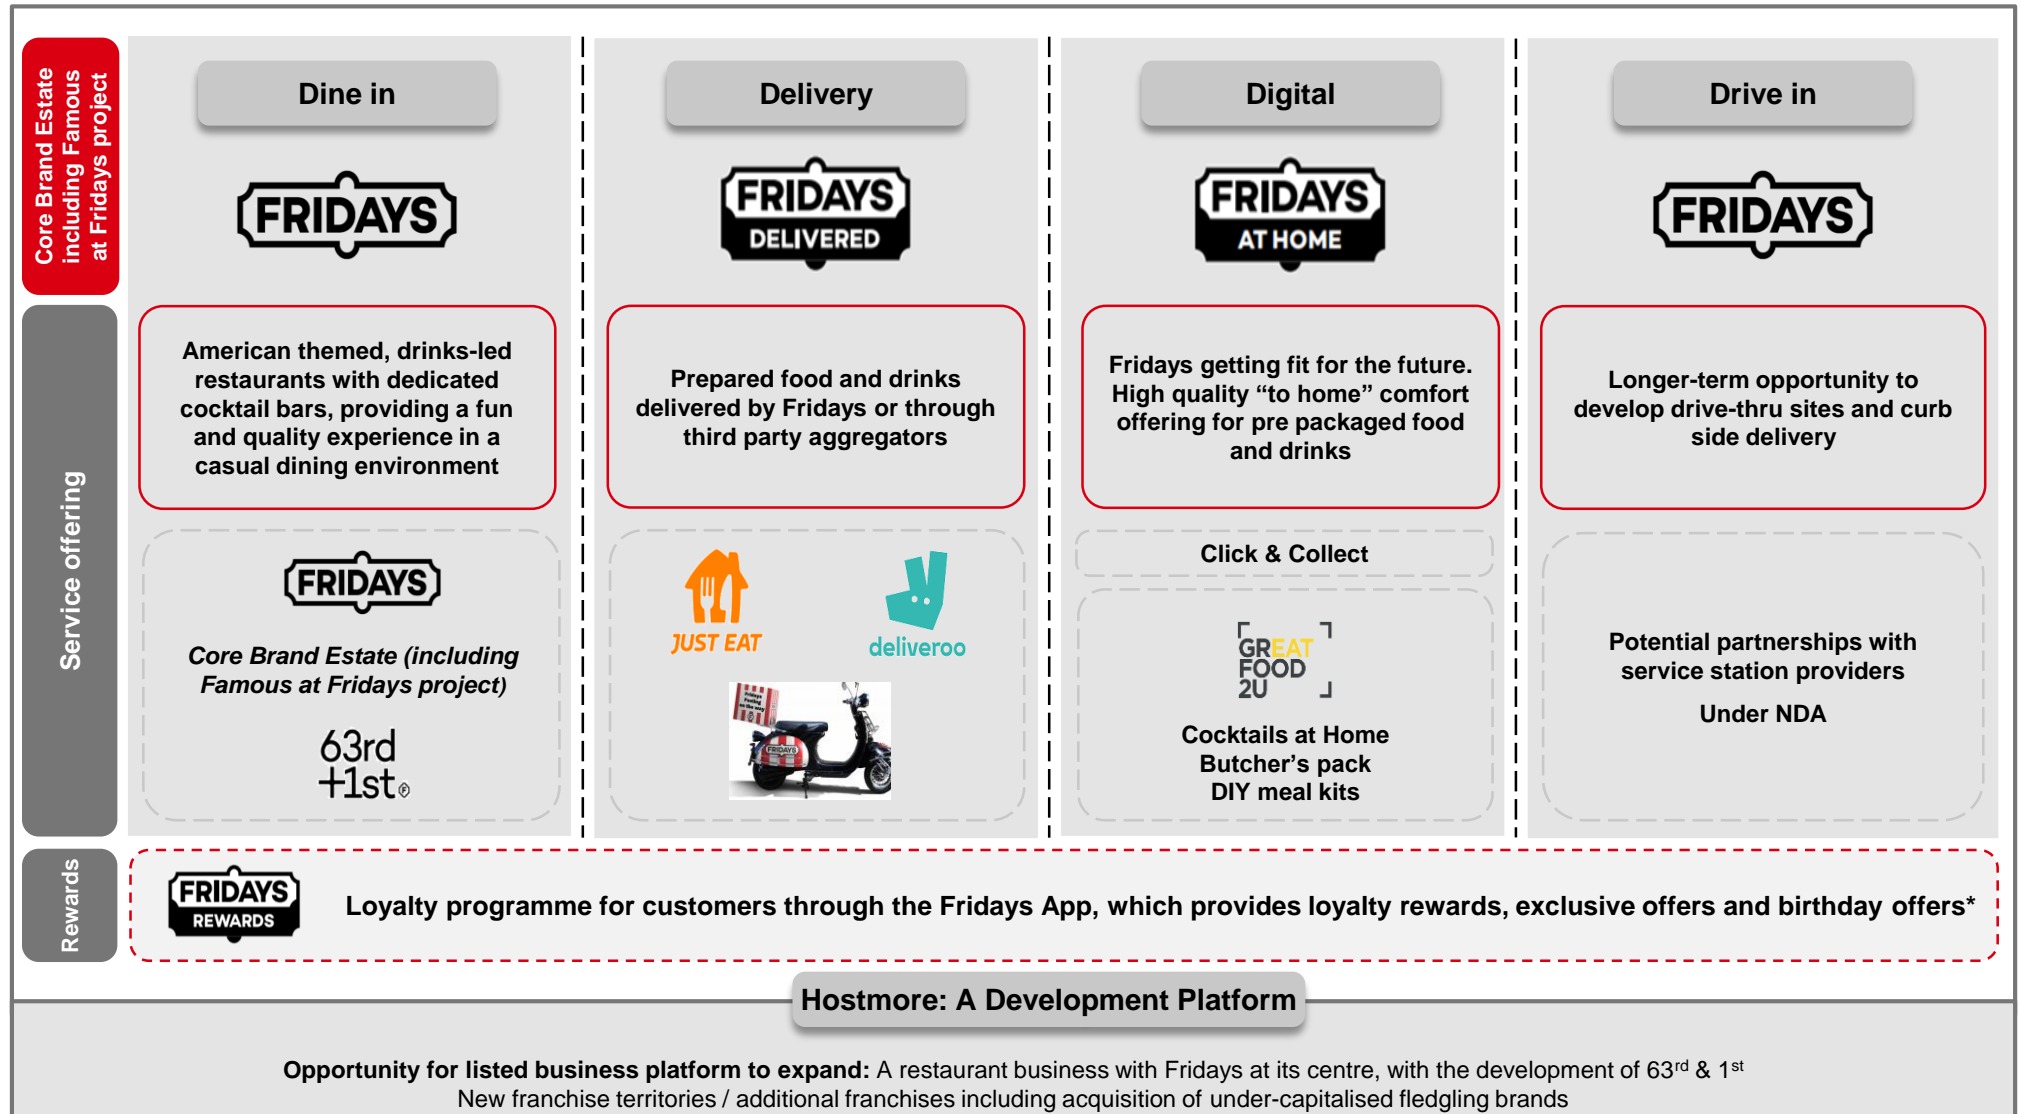 Core Brand Estate
including Famous
at Fridays project
Dine in
Delivery
Digital
Drive in
FRIDAYS
FRIDAYS
DELIVERED
FRIDAYS
AT HOME
FRIDAYS
Service offering
American themed, drinks-led
restaurants with dedicated
cocktail bars, providing a fun
and quality experience in a
casual dining environment
Prepared food and drinks
delivered by Fridays or through
third party aggregators
Fridays getting fit for the future.
High quality “to home” comfort
offering for pre packaged food
and drinks
Longer-term opportunity to
develop drive-thru sites and curb
side delivery
FRIDAYS
Core Brand Estate (including
Famous at Fridays project)
63rd
+1st
JUST EAT
deliveroo
Fridays
Feeling
on the way
FRIDAYS
Click & Collect
GREAT
FOOD
2U
Cocktails at Home
Butcher’s pack
DIY meal kits
Potential partnerships with
service station providers
Under NDA
Rewards
FRIDAYS
REWARDS
Loyalty programme for customers through the Fridays App, which provides loyalty rewards, exclusive offers and birthday offers*
Hostmore: A Development Platform
Opportunity for listed business platform to expand: A restaurant business with Fridays at its centre, with the development of 63rd & 1st
New franchise territories / additional franchises including acquisition of under-capitalised fledgling brands